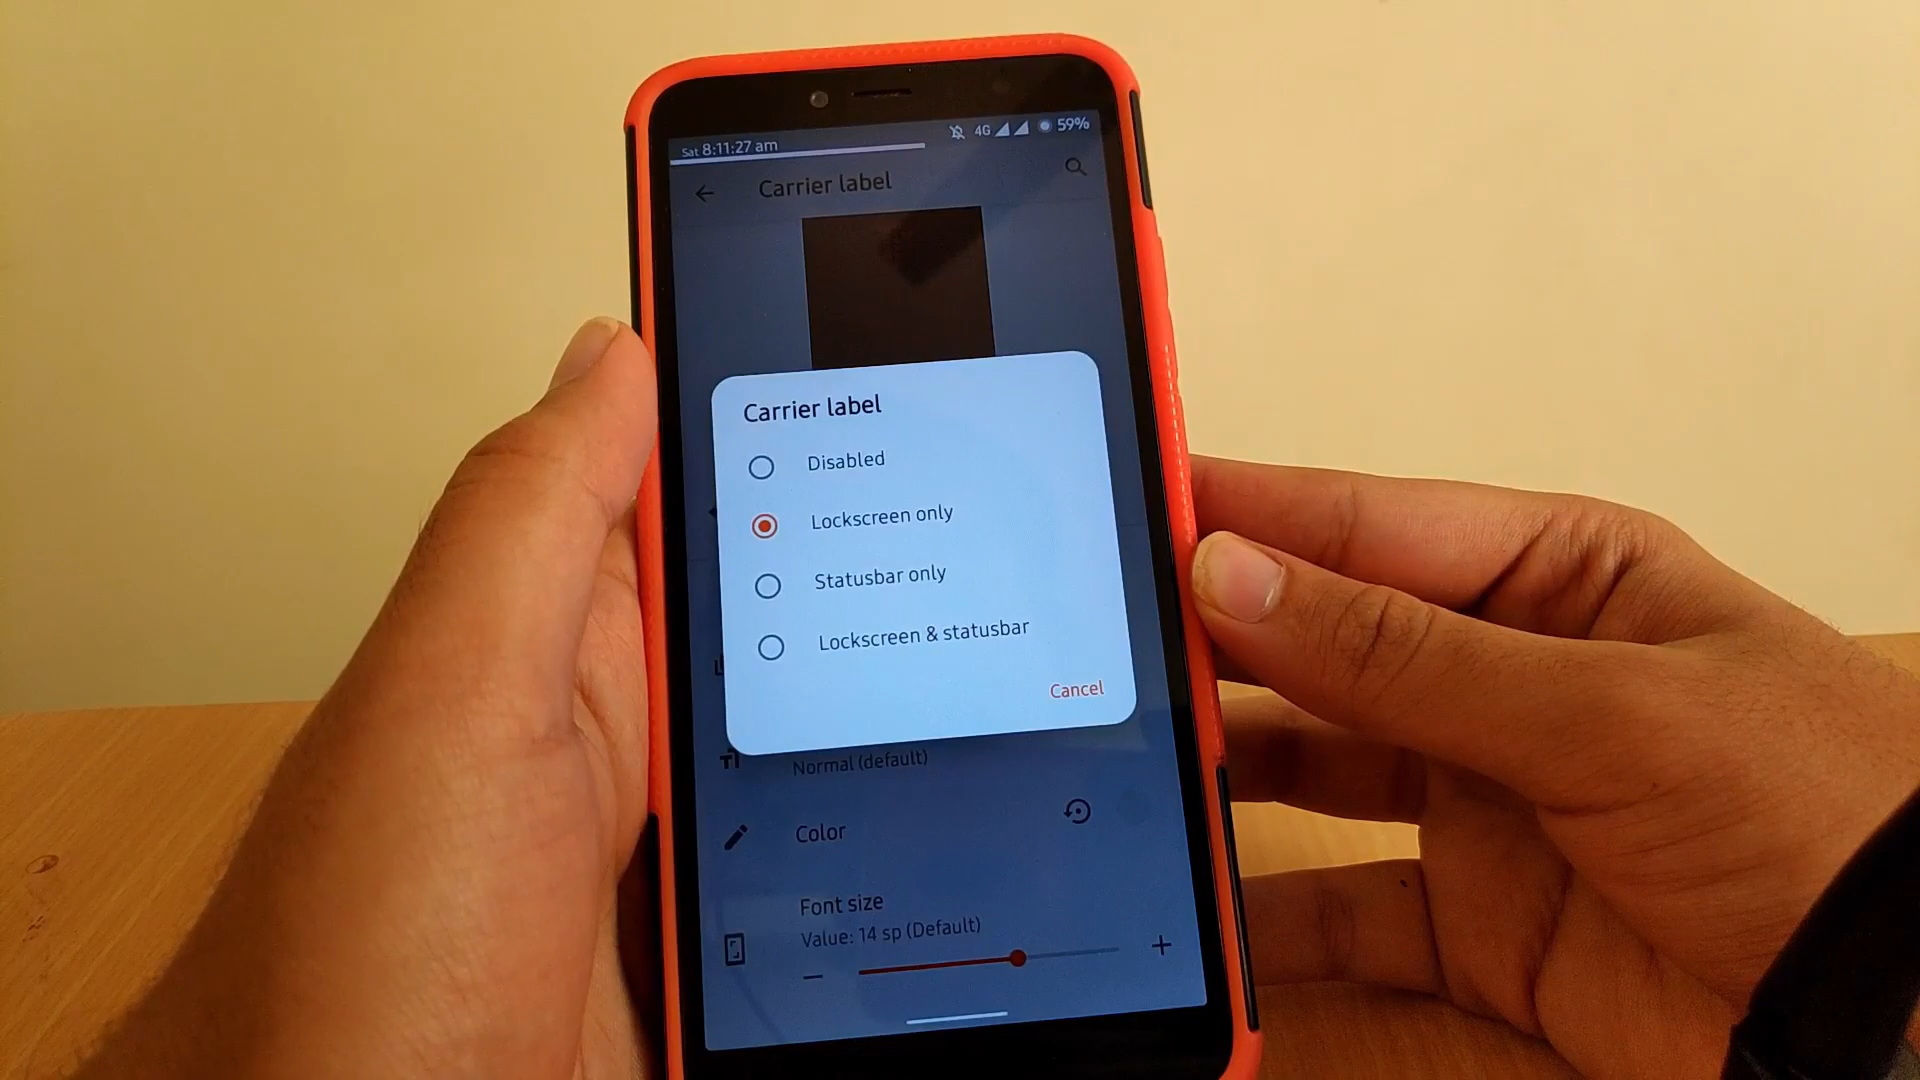 Sat 8:11:27 am 4G 59%
Carrier label
Carrier label
Disabled
Lockscreen only
Statusbar only
Lockscreen & statusbar
Cancel
Normal (default)
Color
Font size
Value: 14 sp (Default)